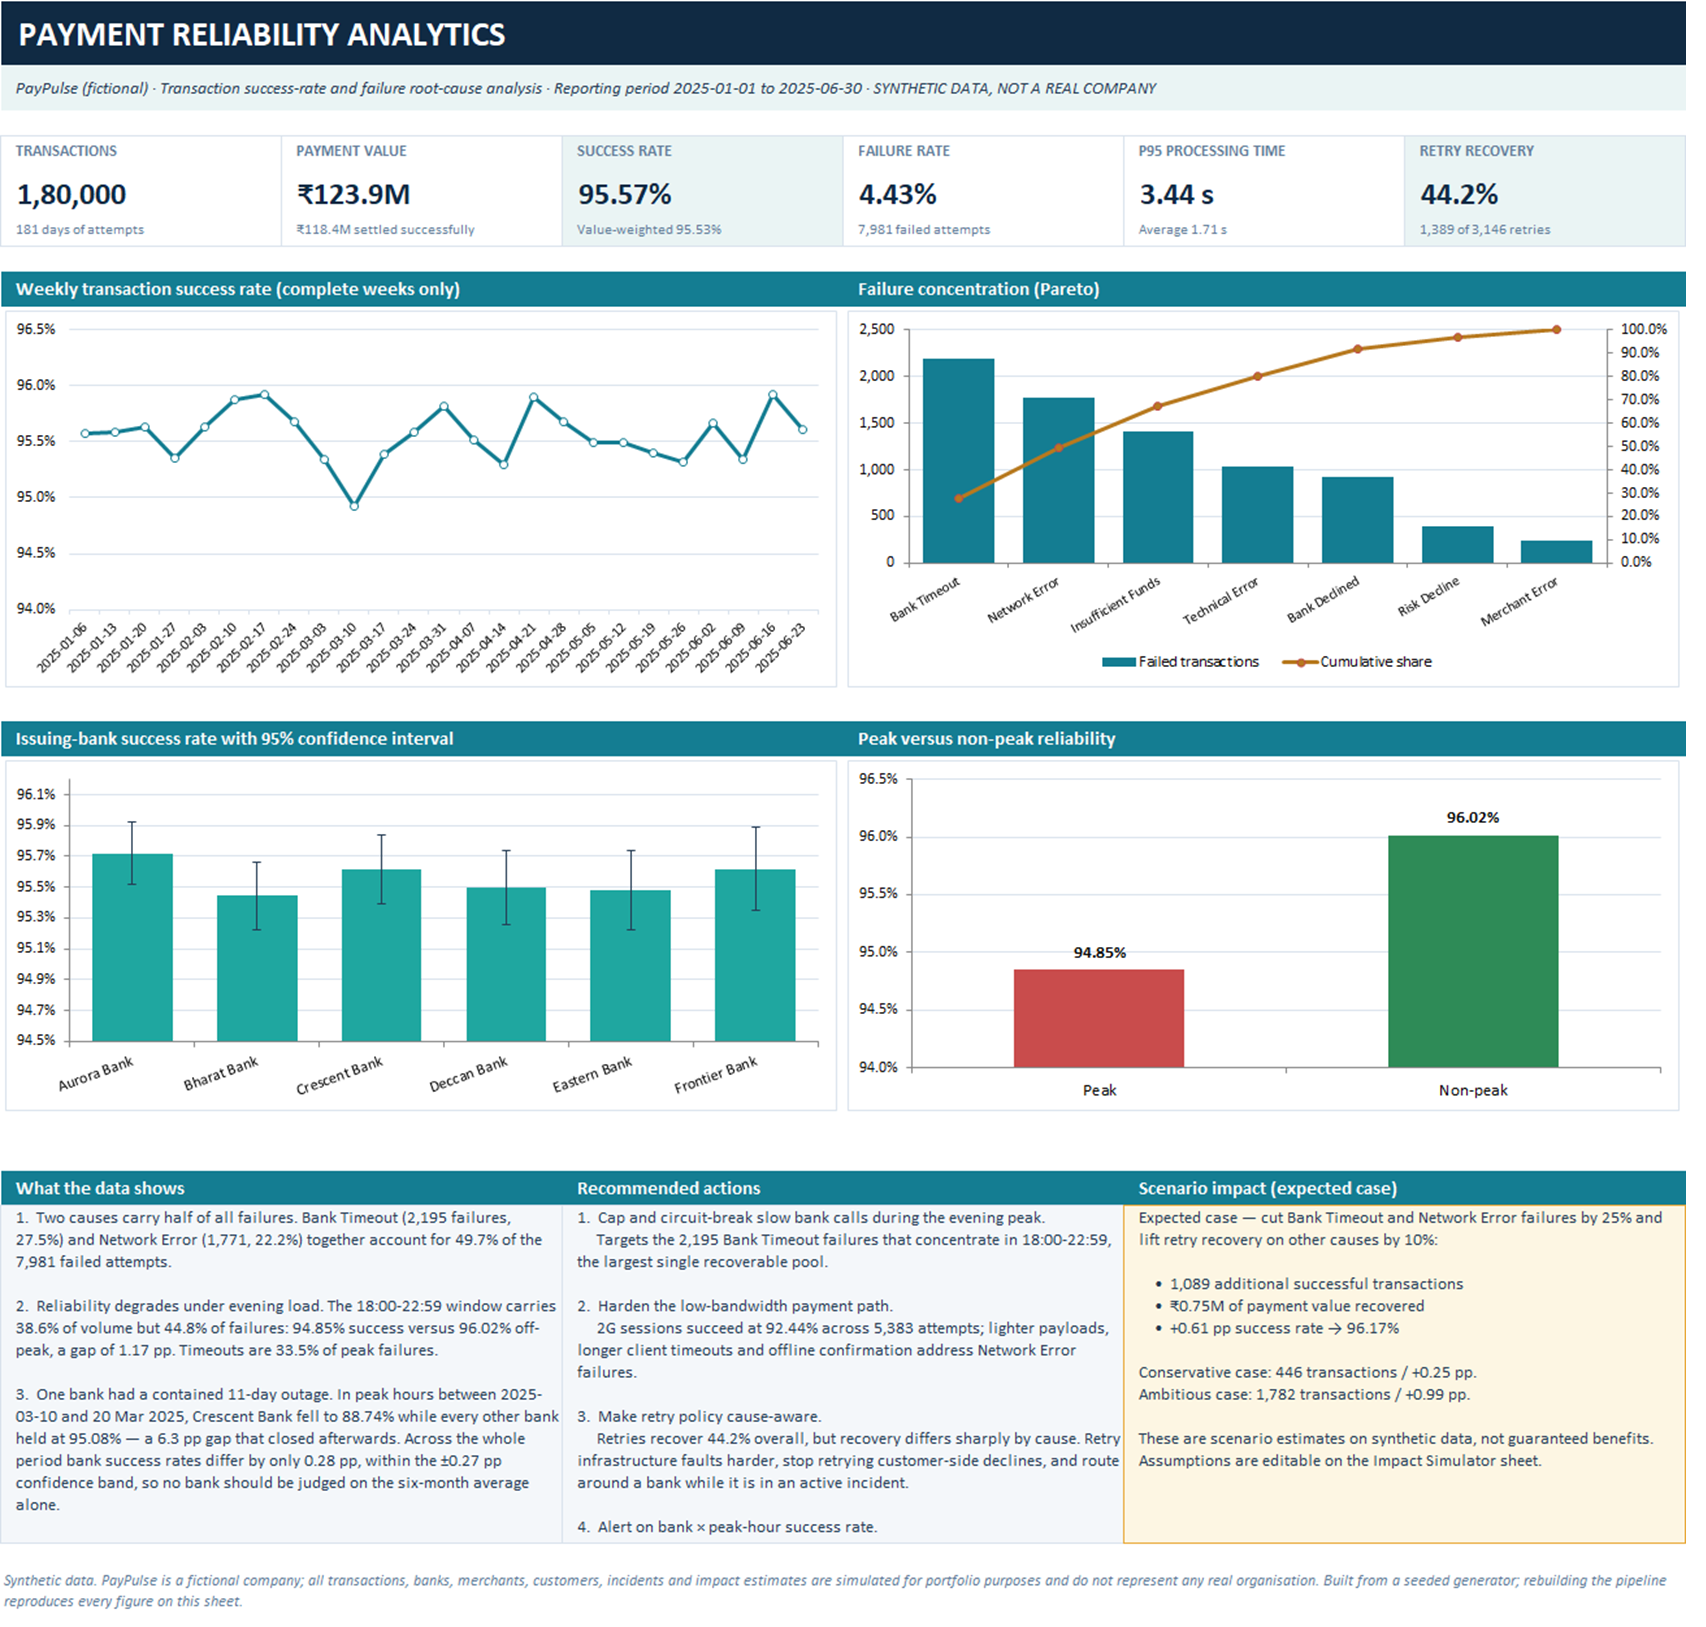 PAYMENT RELIABILITY ANALYTICS
PayPulse (fictional) · Transaction success-rate and failure root-cause analysis · Reporting period 2025-01-01 to 2025-06-30 · SYNTHETIC DATA, NOT A REAL COMPANY
TRANSACTIONS
1,80,000
181 days of attempts
PAYMENT VALUE
₹123.9M
₹118.4M settled successfully
SUCCESS RATE
95.57%
Value-weighted 95.53%
FAILURE RATE
4.43%
7,981 failed attempts
P95 PROCESSING TIME
3.44 s
Average 1.71 s
RETRY RECOVERY
44.2%
1,389 of 3,146 retries
Weekly transaction success rate (complete weeks only)
96.5%
96.0%
95.5%
95.0%
94.5%
94.0%
2025-01-06
2025-01-13
2025-01-20
2025-01-27
2025-02-03
2025-02-10
2025-02-17
2025-02-24
2025-03-03
2025-03-10
2025-03-17
2025-03-24
2025-03-31
2025-04-07
2025-04-14
2025-04-21
2025-04-28
2025-05-05
2025-05-12
2025-05-19
2025-05-26
2025-06-02
2025-06-09
2025-06-16
2025-06-23
Failure concentration (Pareto)
2,500
2,000
1,500
1,000
500
0
100.0%
90.0%
80.0%
70.0%
60.0%
50.0%
40.0%
30.0%
20.0%
10.0%
0.0%
Bank Timeout
Network Error
Insufficient Funds
Technical Error
Bank Declined
Risk Decline
Merchant Error
Failed transactions
Cumulative share
Issuing-bank success rate with 95% confidence interval
96.1%
95.9%
95.7%
95.5%
95.3%
95.1%
94.9%
94.7%
94.5%
Aurora Bank
Bharat Bank
Crescent Bank
Deccan Bank
Eastern Bank
Frontier Bank
Peak versus non-peak reliability
96.5%
96.0%
95.5%
95.0%
94.5%
94.0%
94.85%
96.02%
Peak
Non-peak
What the data shows
1. Two causes carry half of all failures. Bank Timeout (2,195 failures,
27.5%) and Network Error (1,771, 22.2%) together account for 49.7% of the
7,981 failed attempts.
2. Reliability degrades under evening load. The 18:00-22:59 window carries
38.6% of volume but 44.8% of failures: 94.85% success versus 96.02% off-
peak, a gap of 1.17 pp. Timeouts are 33.5% of peak failures.
3. One bank had a contained 11-day outage. In peak hours between 2025-
03-10 and 20 Mar 2025, Crescent Bank fell to 88.74% while every other bank
held at 95.08% — a 6.3 pp gap that closed afterwards. Across the whole
period bank success rates differ by only 0.28 pp, within the ±0.27 pp
confidence band, so no bank should be judged on the six-month average
alone.
Recommended actions
1. Cap and circuit-break slow bank calls during the evening peak.
Targets the 2,195 Bank Timeout failures that concentrate in 18:00-22:59,
the largest single recoverable pool.
2. Harden the low-bandwidth payment path.
2G sessions succeed at 92.44% across 5,383 attempts; lighter payloads,
longer client timeouts and offline confirmation address Network Error
failures.
3. Make retry policy cause-aware.
Retries recover 44.2% overall, but recovery differs sharply by cause. Retry
infrastructure faults harder, stop retrying customer-side declines, and route
around a bank while it is in an active incident.
4. Alert on bank × peak-hour success rate.
Scenario impact (expected case)
Expected case — cut Bank Timeout and Network Error failures by 25% and
lift retry recovery on other causes by 10%:
• 1,089 additional successful transactions
• ₹0.75M of payment value recovered
• +0.61 pp success rate → 96.17%
Conservative case: 446 transactions / +0.25 pp.
Ambitious case: 1,782 transactions / +0.99 pp.
These are scenario estimates on synthetic data, not guaranteed benefits.
Assumptions are editable on the Impact Simulator sheet.
Synthetic data. PayPulse is a fictional company; all transactions, banks, merchants, customers, incidents and impact estimates are simulated for portfolio purposes and do not represent any real organisation. Built from a seeded generator; rebuilding the pipeline
reproduces every figure on this sheet.